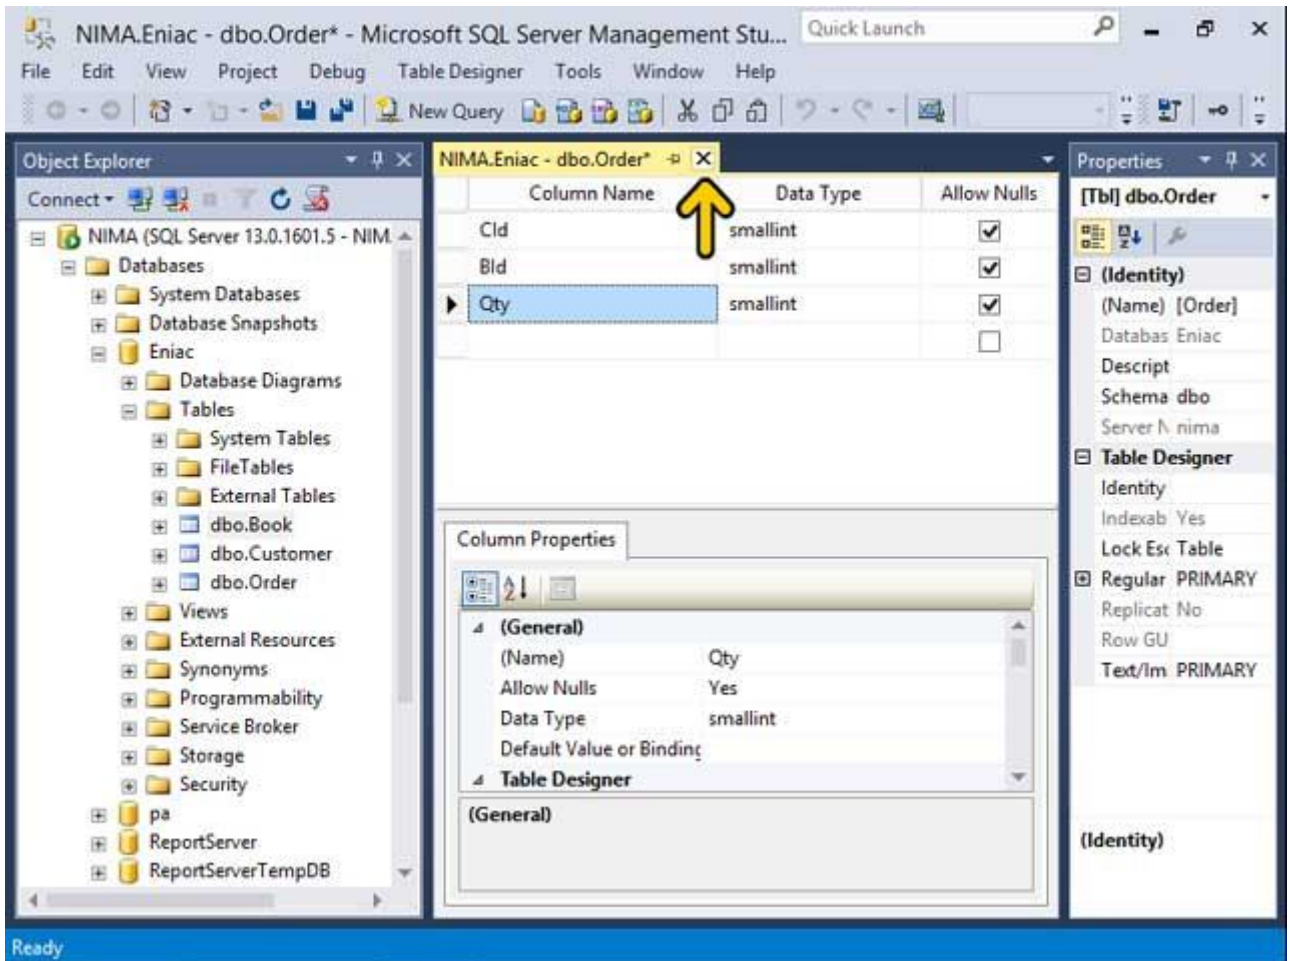 NIMA.Eniac - dbo.Order* - Microsoft SQL Server Management Stu...
Quick Launch
File Edit View Project Debug Table Designer Tools Window Help
New Query
Object Explorer
Connect
NIMA (SQL Server 13.0.1601.5 - NIM
Databases
System Databases
Database Snapshots
Eniac
Database Diagrams
Tables
System Tables
FileTables
External Tables
dbo.Book
dbo.Customer
dbo.Order
Views
External Resources
Synonyms
Programmability
Service Broker
Storage
Security
pa
ReportServer
ReportServerTempDB
NIMA.Eniac - dbo.Order*
Column Name Data Type Allow Nulls
CId smallint
BId smallint
Qty smallint
Column Properties
(General)
(Name) Qty
Allow Nulls Yes
Data Type smallint
Default Value or Binding
Table Designer
(General)
Properties
[Tbl] dbo.Order
(Identity)
(Name) [Order]
Databas Eniac
Descript
Schema dbo
Server N nima
Table Designer
Identity
Indexab Yes
Lock Esc Table
Regular PRIMARY
Replicat No
Row GU
Text/Im PRIMARY
(Identity)
Ready